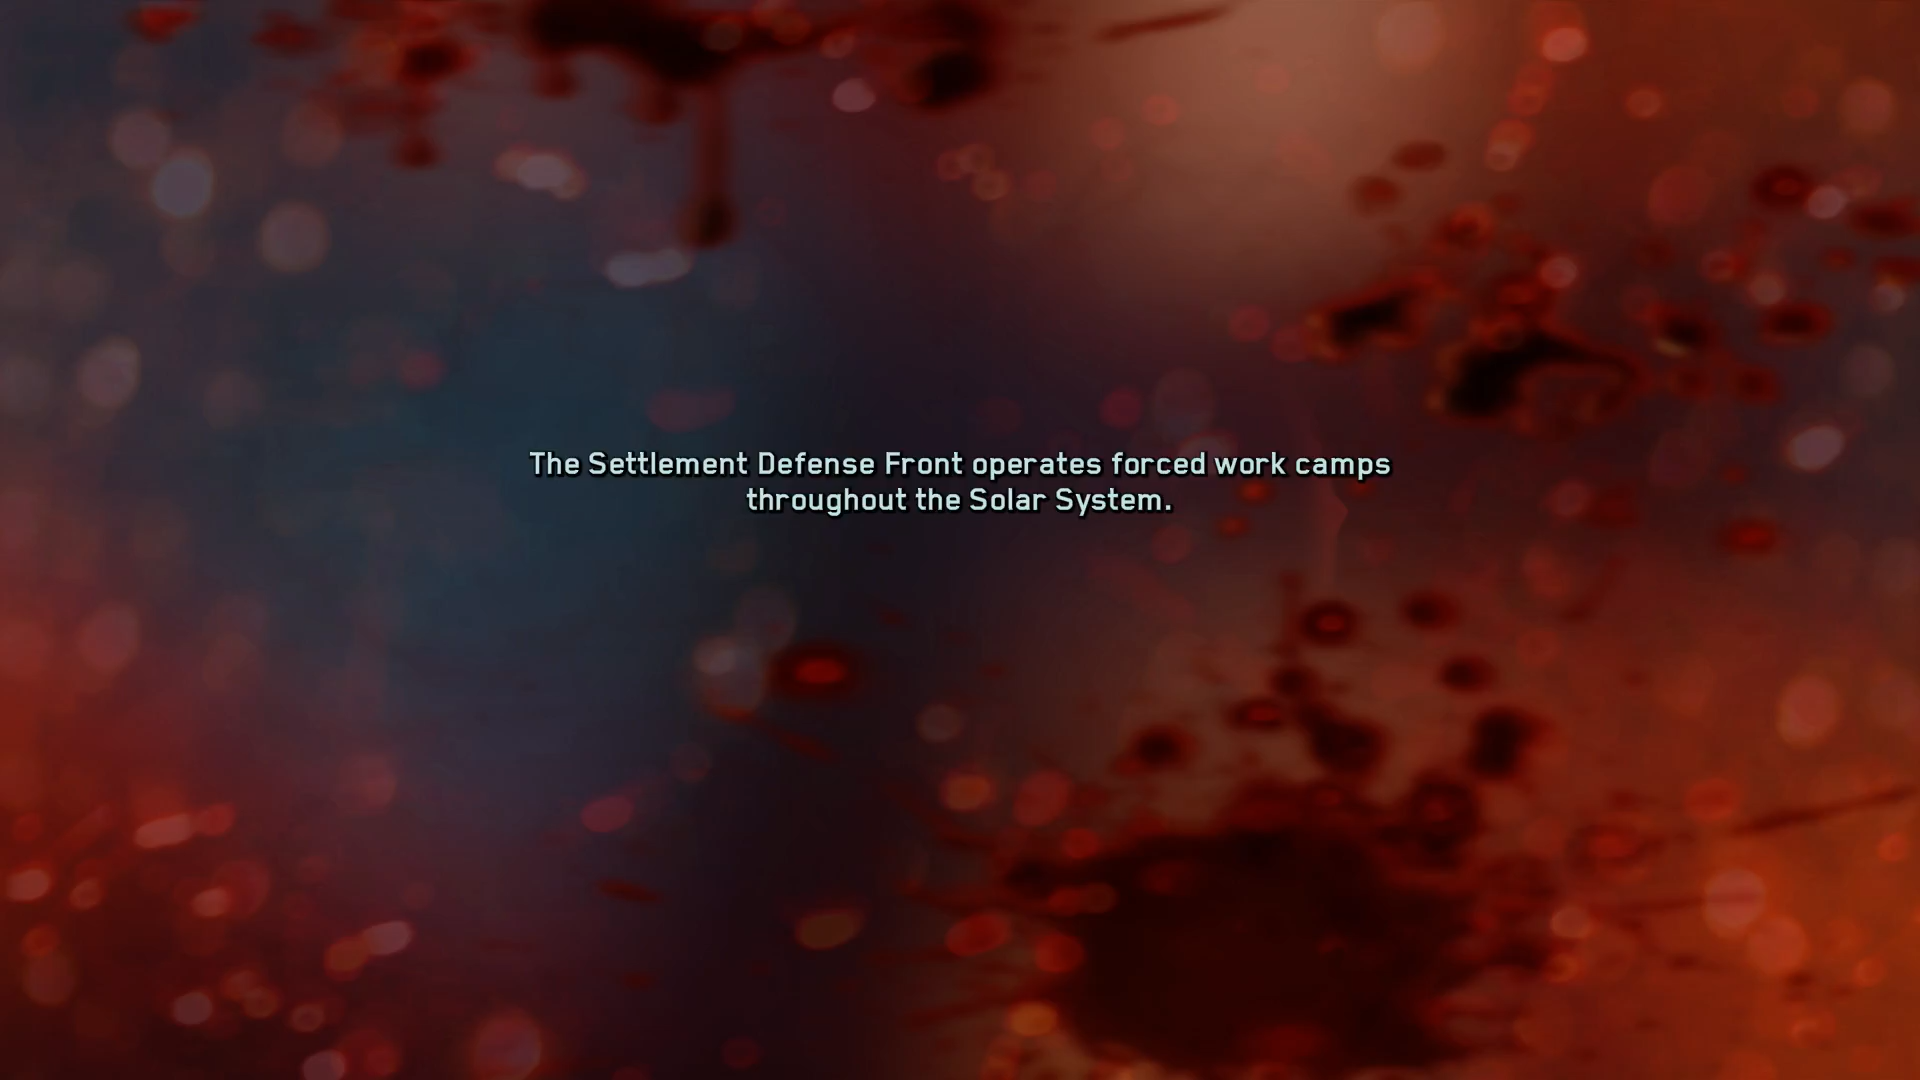 The Settlement Defense Front operates forced work camps
throughout the Solar System.